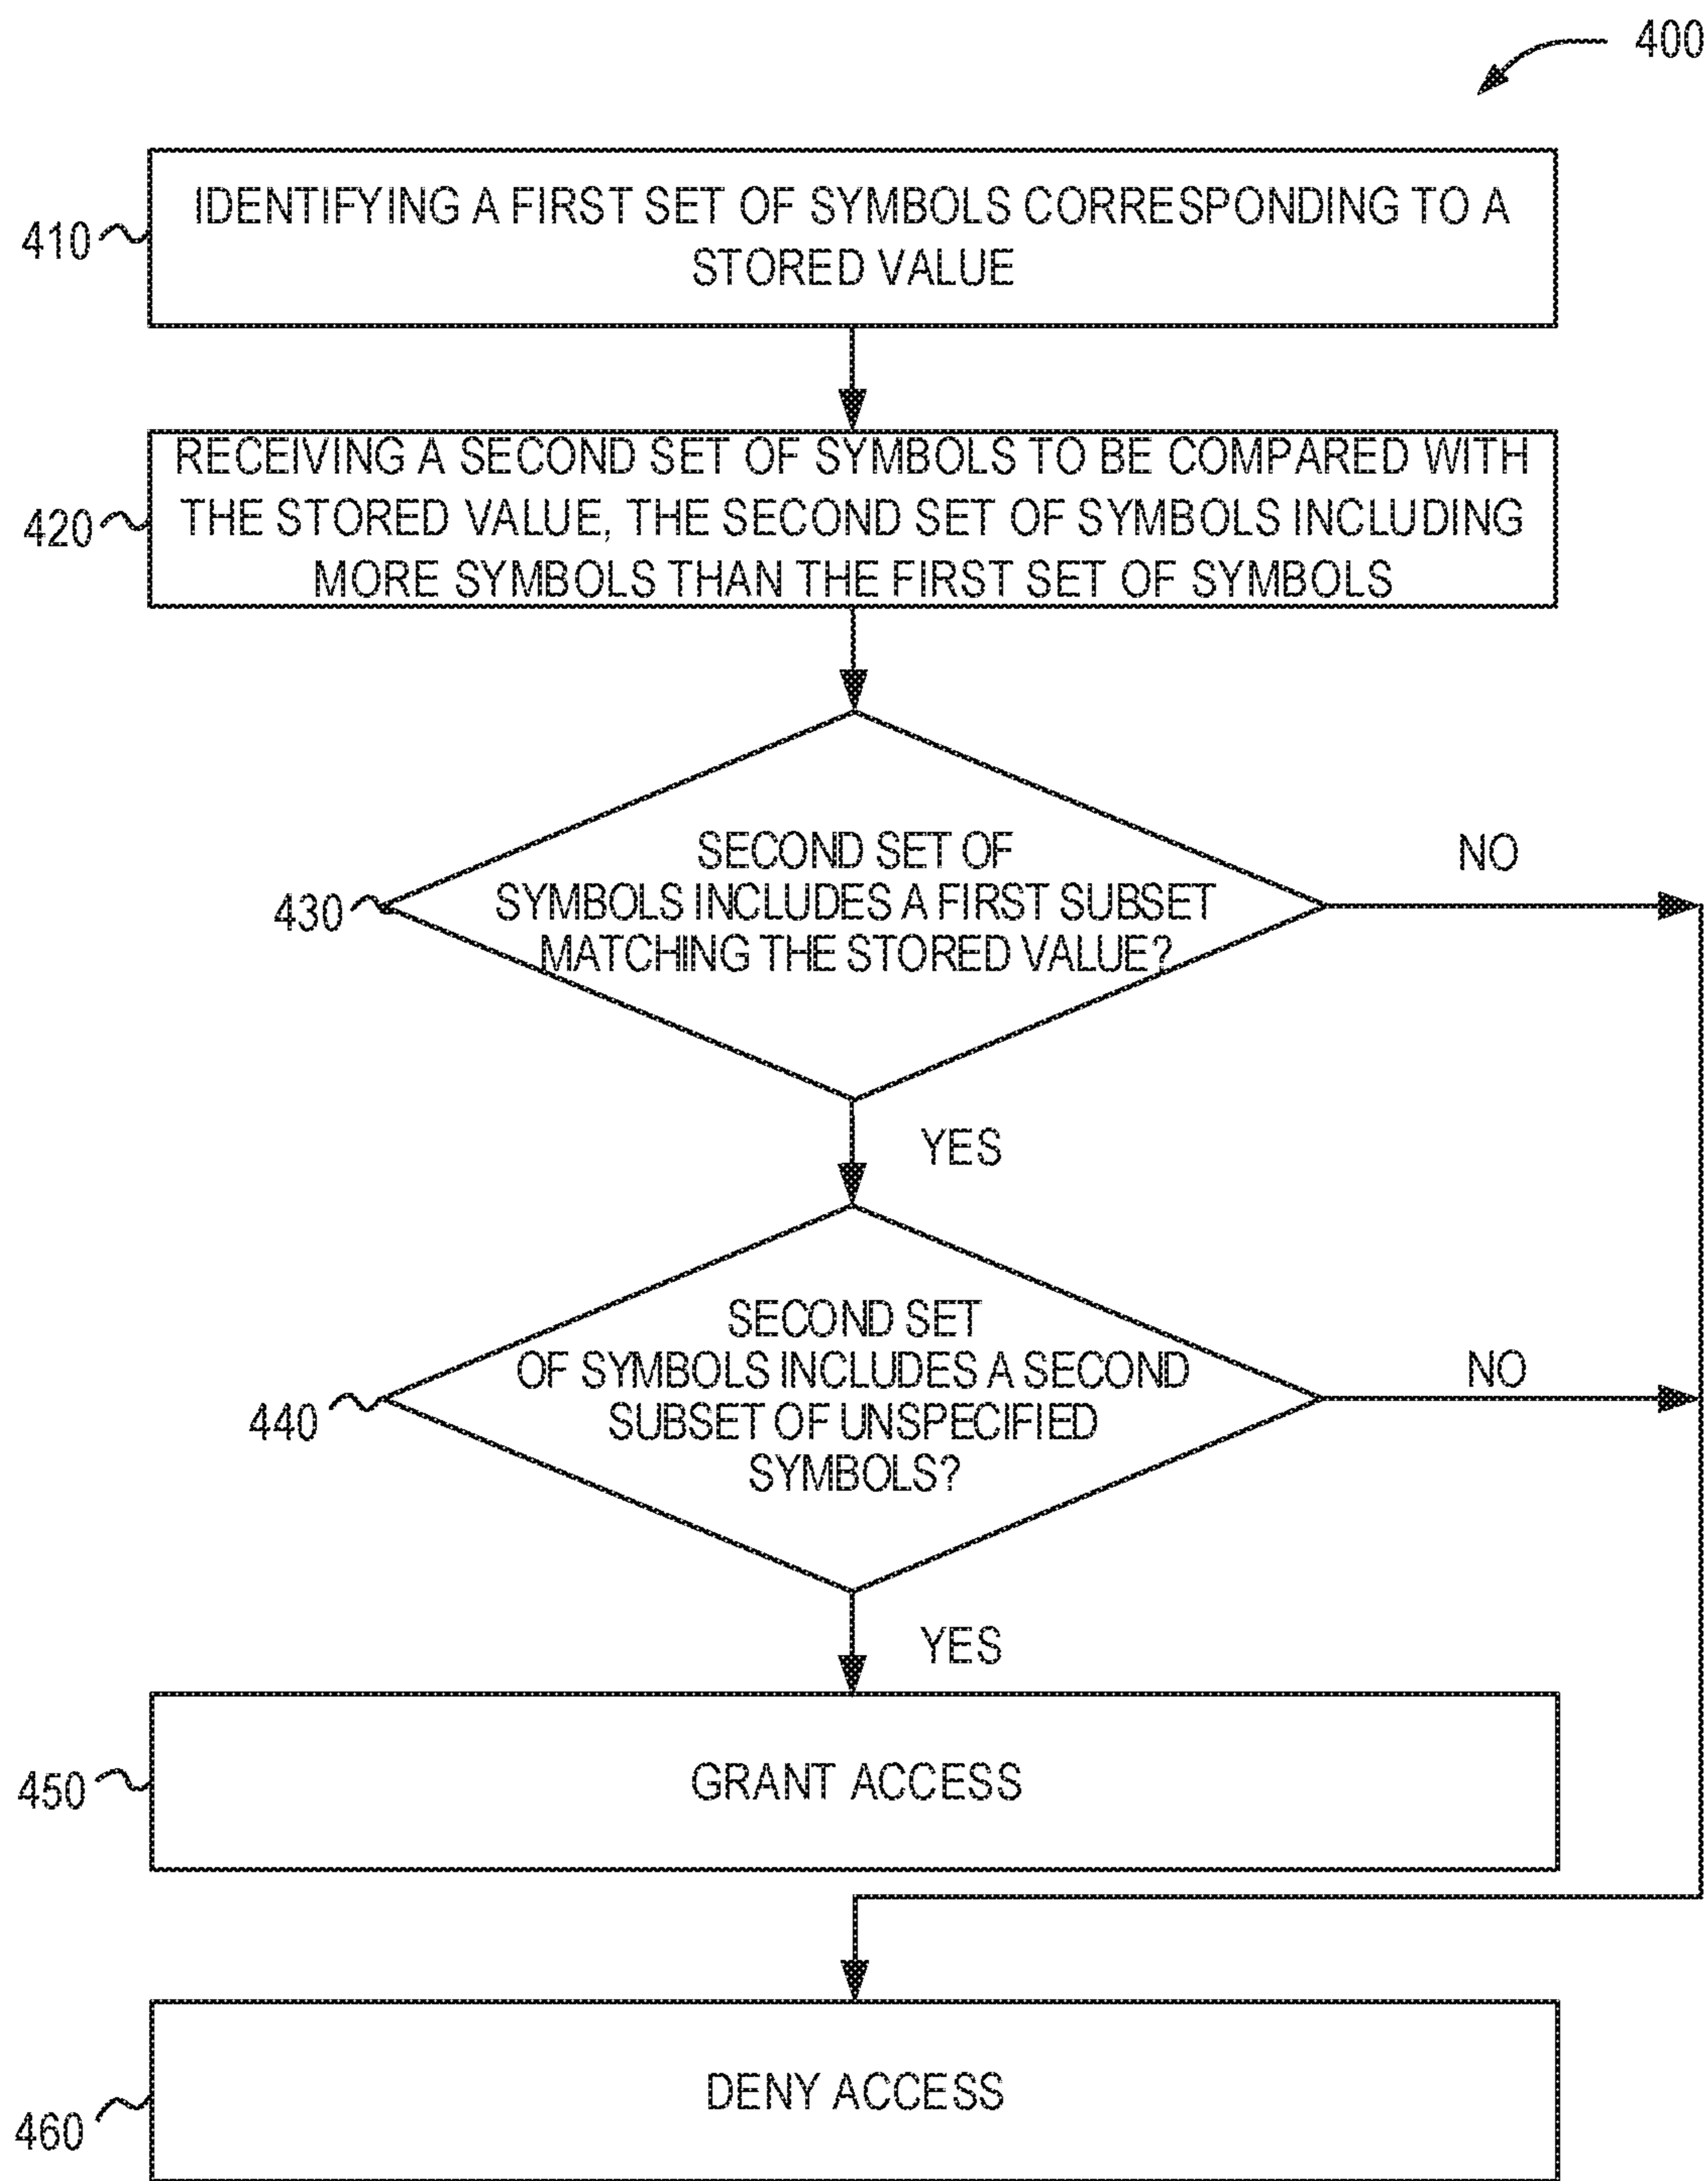 400
410
IDENTIFYING A FIRST SET OF SYMBOLS CORRESPONDING TO A
STORED VALUE
RECEIVING A SECOND SET OF SYMBOLS TO BE COMPARED WITH
420
THE STORED VALUE, THE SECOND SET OF SYMBOLS INCLUDING
MORE SYMBOLS THAN THE FIRST SET OF SYMBOLS
430
SECOND SET OF
SYMBOLS INCLUDES A FIRST SUBSET
MATCHING THE STORED VALUE?
NO
YES
440
SECOND SET
OF SYMBOLS INCLUDES A SECOND
SUBSET OF UNSPECIFIED
SYMBOLS?
NO
YES
450
GRANT ACCESS
460
DENY ACCESS